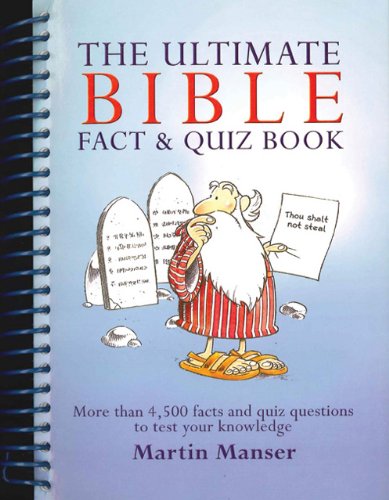 THE ULTIMATE
BIBLE
FACT & QUIZ BOOK
Thou shalt
not steal
More than 4,500 facts and quiz questions
to test your knowledge
Martin Manser